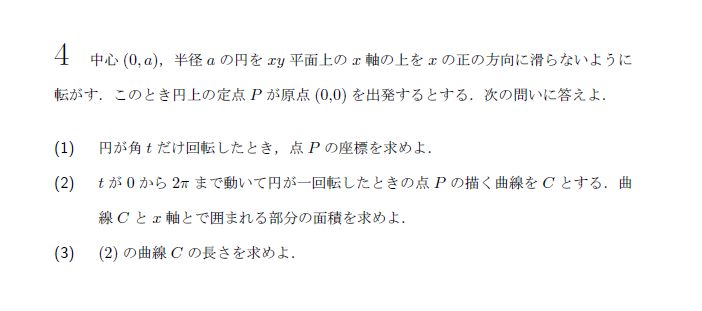 4 中心 (0, a), 半径 a の円を xy 平面上の x 軸の上を x の正の方向に滑らないように
転がす. このとき円上の定点 P が原点 (0,0) を出発するとする. 次の問いに答えよ.
(1) 円が角 t だけ回転したとき, 点 P の座標を求めよ.
(2) t が 0 から 2π まで動いて円が一回転したときの点 P の描く曲線を C とする. 曲
線 C と x 軸とで囲まれる部分の面積を求めよ.
(3) (2) の曲線 C の長さを求めよ.